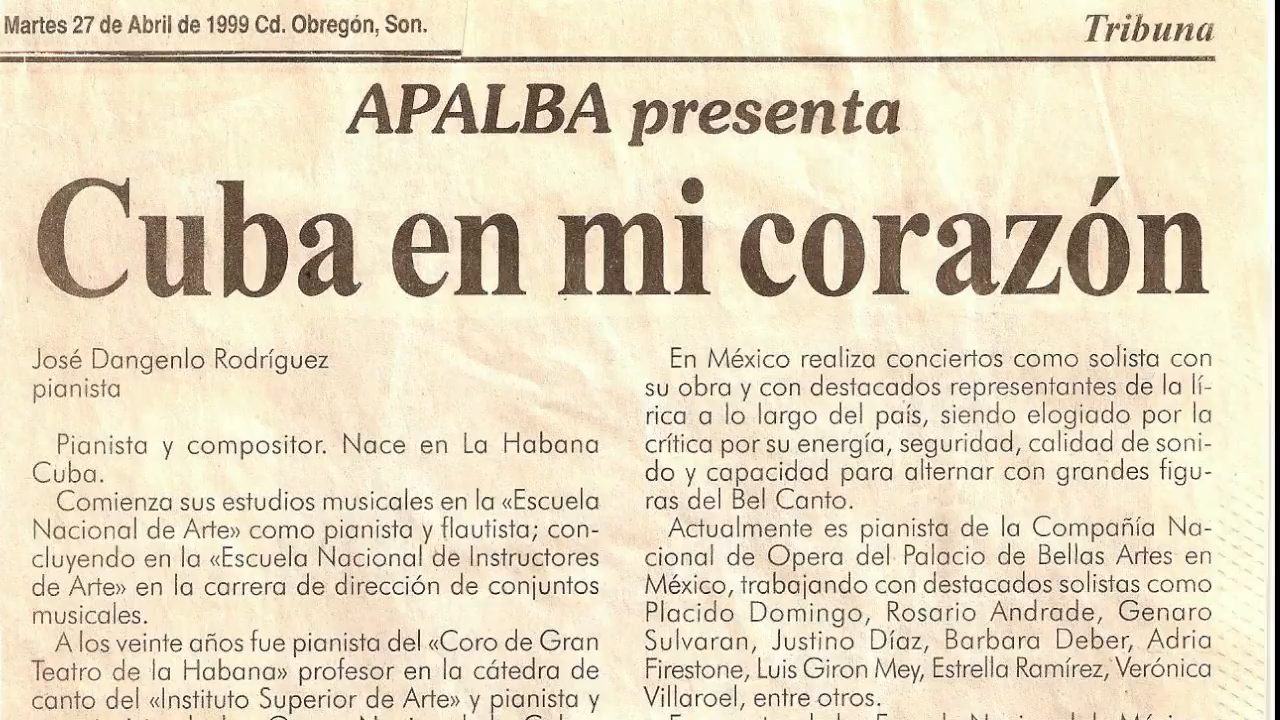 Martes 27 de Abril de 1999 Cd. Obregón, Son.
Tribuna
APALBA presenta
Cuba en mi corazón
José Dangenlo Rodríguez
pianista
Pianista y compositor. Nace en La Habana
Cuba.
Comienza sus estudios musicales en la «Escuela
Nacional de Arte» como pianista y flautista; con-
cluyendo en la «Escuela Nacional de Instructores
de Arte» en la carrera de dirección de conjuntos
musicales.
A los veinte años fue pianista del «Coro de Gran
Teatro de la Habana» profesor en la cátedra de
canto del «Instituto Superior de Arte» y pianista y
En México realiza conciertos como solista con
su obra y con destacados representantes de la lí-
rica a lo largo del país, siendo elogiado por la
crítica por su energía, seguridad, calidad de soni-
do y capacidad para alternar con grandes figu-
ras del Bel Canto.
Actualmente es pianista de la Compañía Na-
cional de Opera del Palacio de Bellas Artes en
México, trabajando con destacados solistas como
Placido Domingo, Rosario Andrade, Genaro
Sulvaran, Justino Díaz, Barbara Deber, Adria
Firestone, Luis Giron Mey, Estrella Ramírez, Verónica
Villaroel, entre otros.